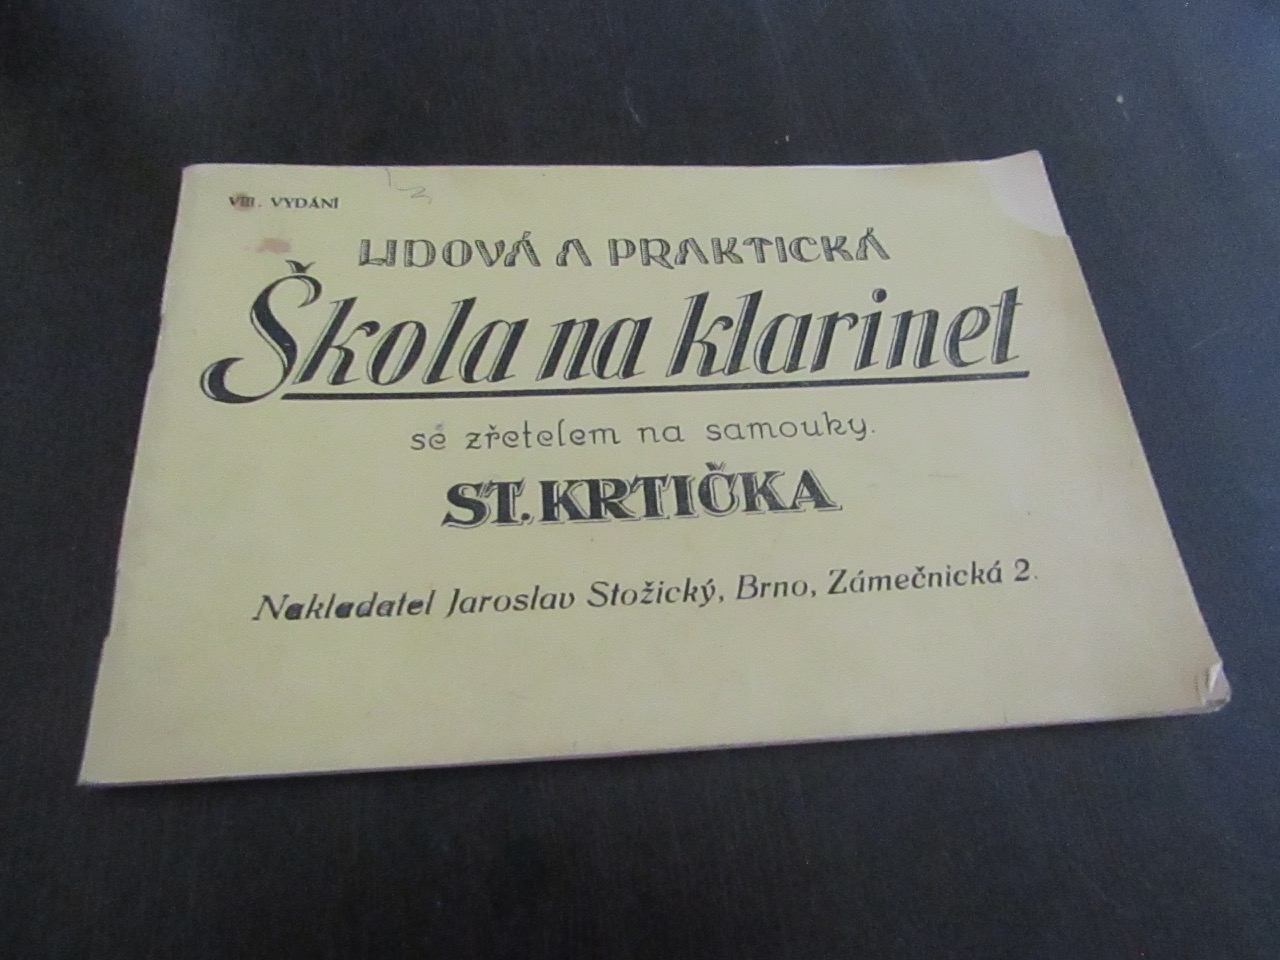 VIII. VYDÁNÍ
LIDOVÁ A PRAKTICKÁ
Škola na klarinet
se zřetelem na samouky.
ST. KRTIČKA
Nakladatel Jaroslav Stožický, Brno, Zámečnická 2.